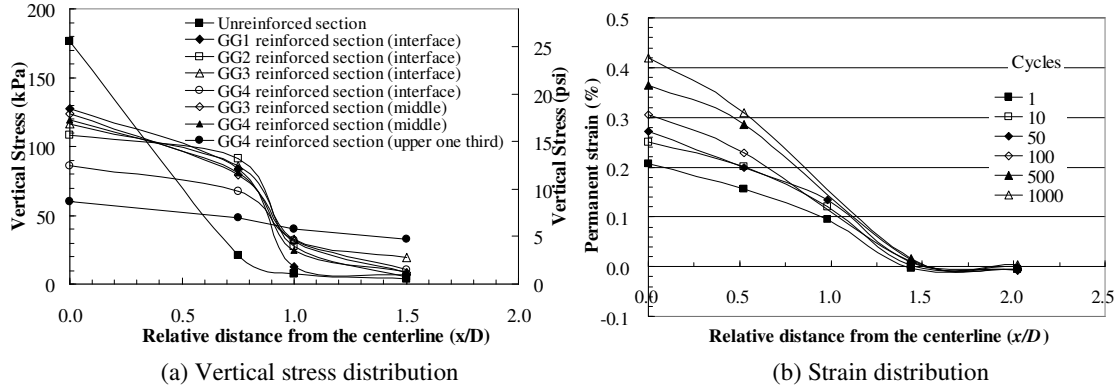 200
150
100
50
0
Vertical Stress (kPa)
Unreinforced section
GG1 reinforced section (interface)
GG2 reinforced section (interface)
GG3 reinforced section (interface)
GG4 reinforced section (interface)
GG3 reinforced section (middle)
GG4 reinforced section (middle)
GG4 reinforced section (upper one third)
25
20
15
10
5
0
Vertical Stress (psi)
0.0 0.5 1.0 1.5 2.0
Relative distance from the centerline (x/D)
(a) Vertical stress distribution
0.5
0.4
0.3
0.2
0.1
0.0
-0.1
Permanent strain (%)
Cycles
1
10
50
100
500
1000
0.0 0.5 1.0 1.5 2.0 2.5
Relative distance from the centerline (x/D)
(b) Strain distribution